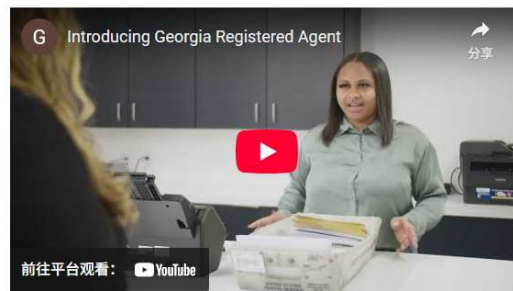 G Introducing Georgia Registered Agent
分享
前往平台观看： YouTube